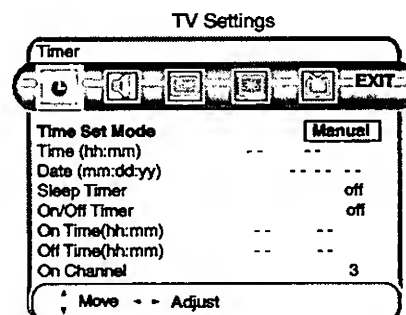 TV Settings
Timer
EXIT
Time Set Mode Manual
Time (hh:mm) -- --
Date (mm:dd:yy) -- -- --
Sleep Timer off
On/Off Timer off
On Time(hh:mm) -- --
Off Time(hh:mm) -- --
On Channel 3
Move Adjust